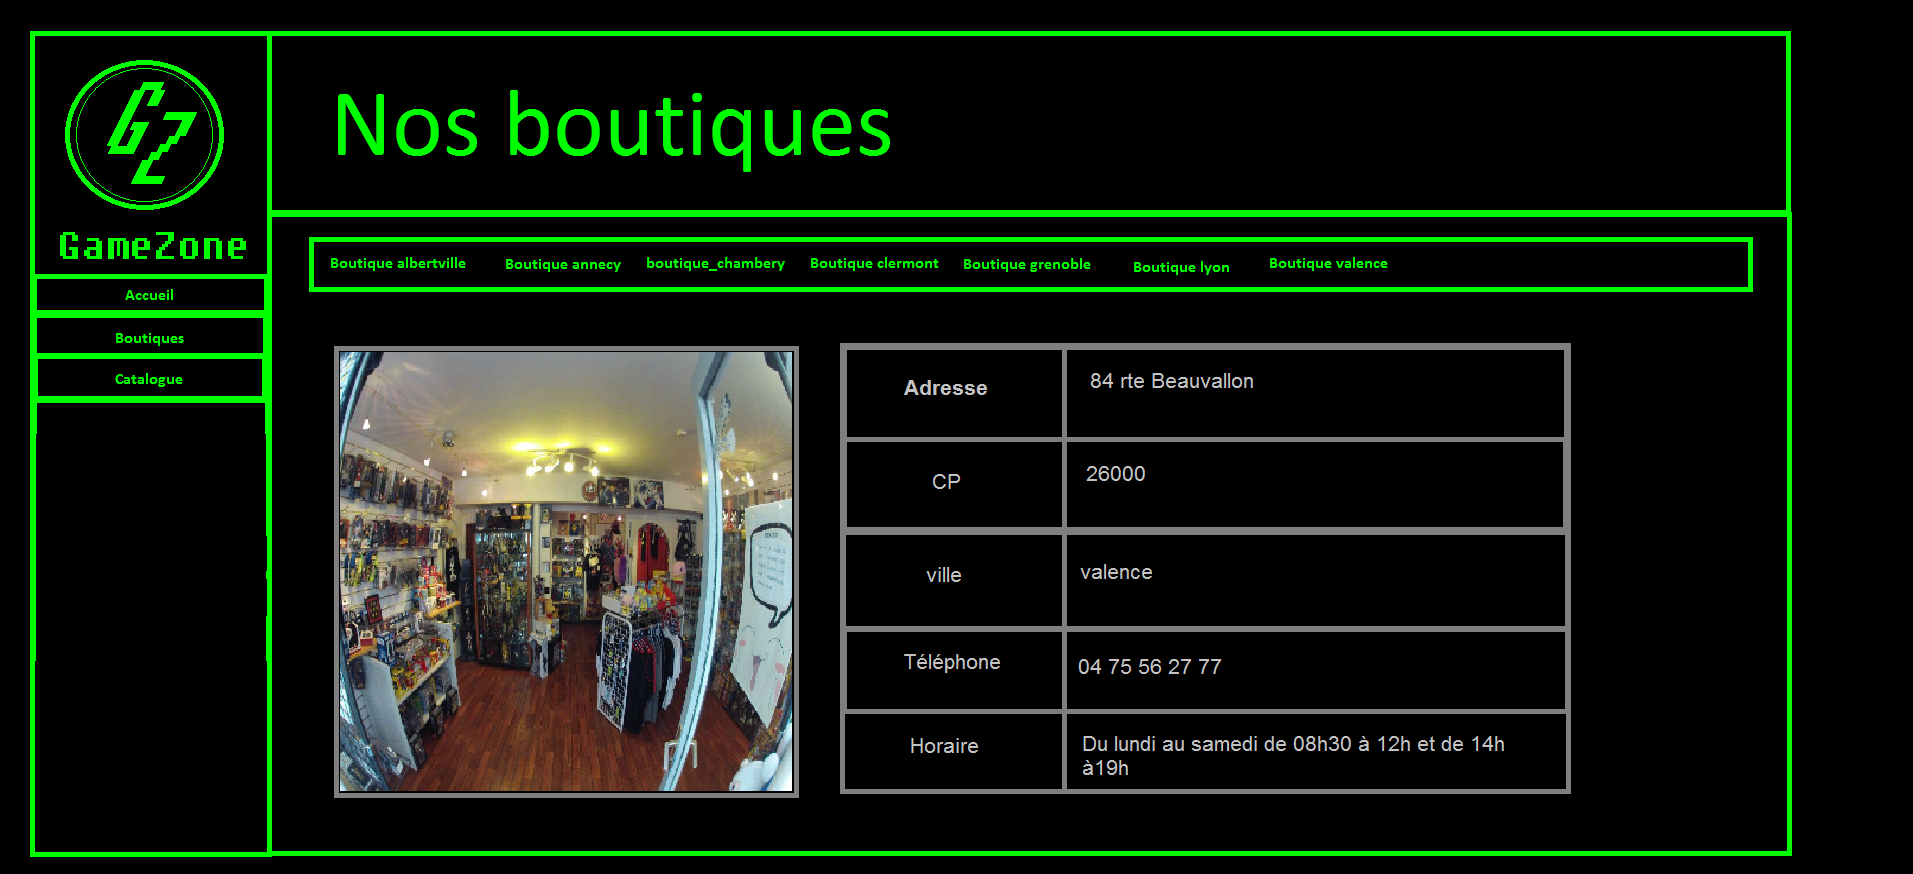 GZ
GameZone
Accueil
Boutiques
Catalogue
Nos boutiques
Boutique albertville
Boutique annecy
boutique_chambery
Boutique clermont
Boutique grenoble
Boutique lyon
Boutique valence
Adresse
84 rte Beauvallon
CP
26000
ville
valence
Téléphone
04 75 56 27 77
Horaire
Du lundi au samedi de 08h30 à 12h et de 14h
à19h